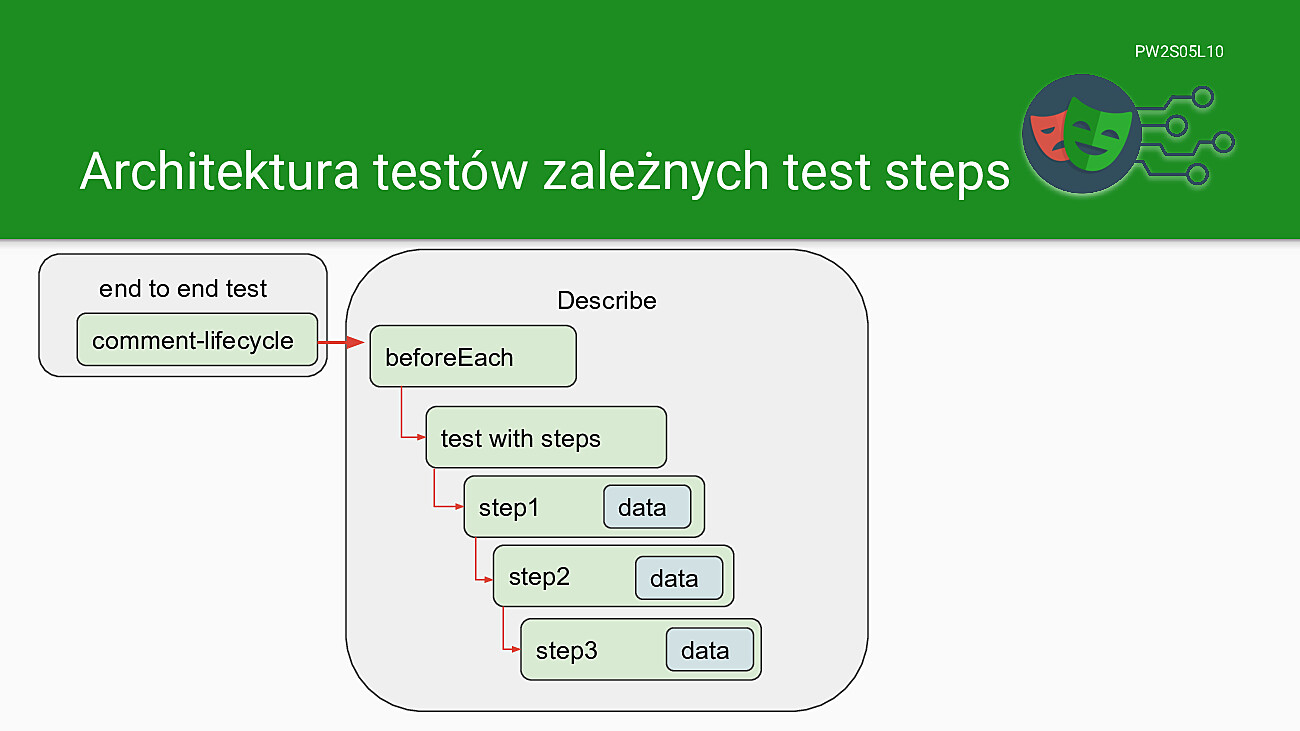 PW2S05L10
Architektura testów zależnych test steps
end to end test
comment-lifecycle
Describe
beforeEach
test with steps
step1 data
step2 data
step3 data